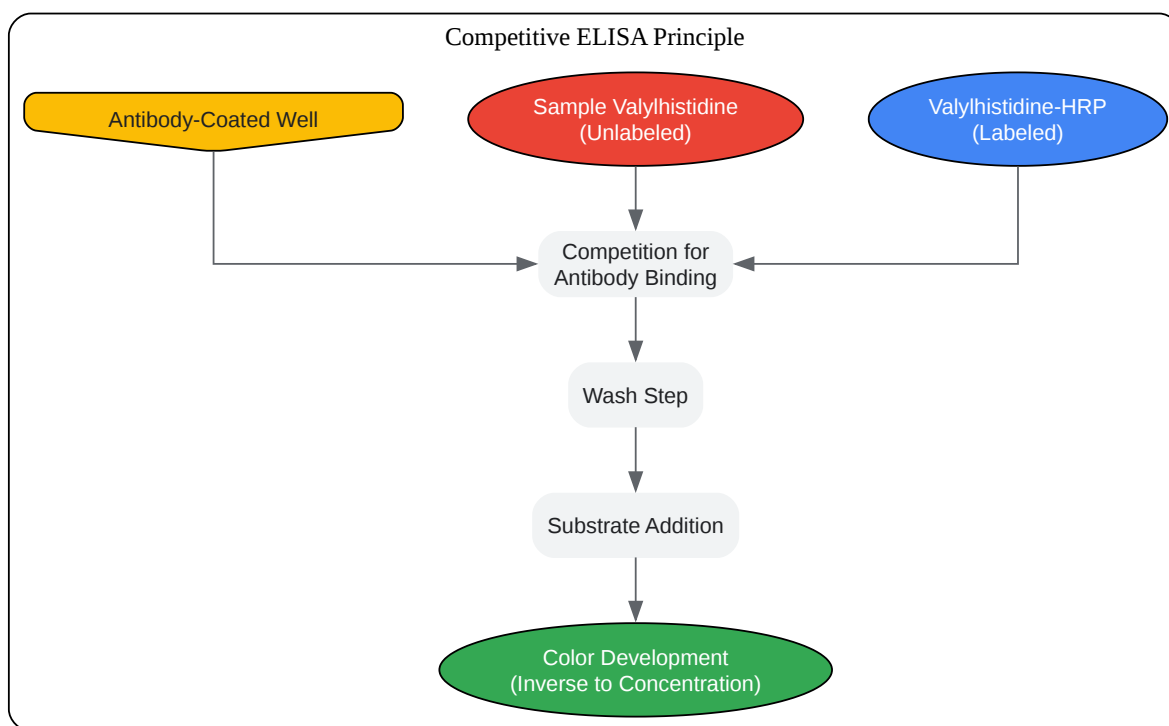 Competitive ELISA Principle
Antibody-Coated Well
Sample Valylhistidine
(Unlabeled)
Valylhistidine-HRP
(Labeled)
Competition for
Antibody Binding
Wash Step
Substrate Addition
Color Development
(Inverse to Concentration)